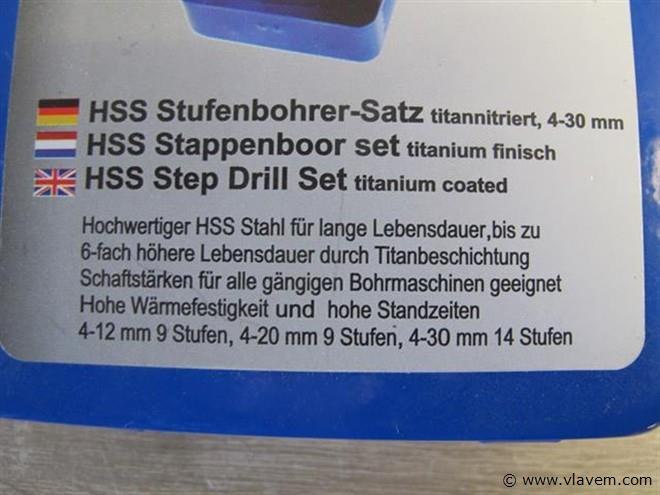 HSS Stufenbohrer-Satz titannitriert, 4-30 mm
HSS Stappenboor set titanium finisch
HSS Step Drill Set titanium coated
Hochwertiger HSS Stahl für lange Lebensdauer,bis zu
6-fach höhere Lebensdauer durch Titanbeschichtung
Schaftstärken für alle gängigen Bohrmaschinen geeignet
Hohe Wärmefestigkeit und hohe Standzeiten
4-12 mm 9 Stufen, 4-20 mm 9 Stufen, 4-30 mm 14 Stufen
© www.vlavem.com